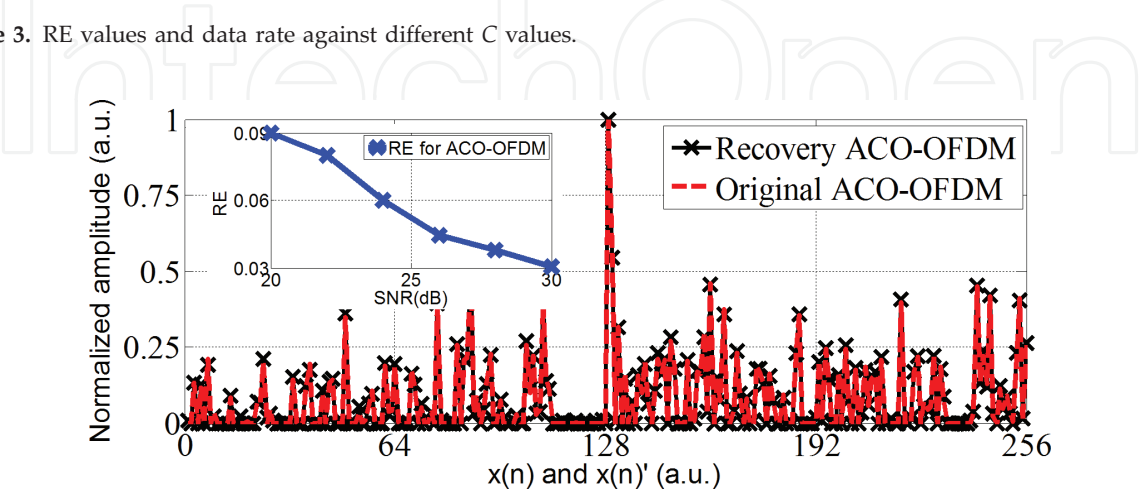 IntechOpen
e 3. RE values and data rate against different C values.
Normalized amplitude (a.u.)
1
0.75
0.5
0.25
0
0 64 128 192 256
x(n) and x(n)' (a.u.)
Recovery ACO-OFDM
Original ACO-OFDM
RE for ACO-OFDM
RE
0.09
0.06
0.03
20 25 30
SNR(dB)